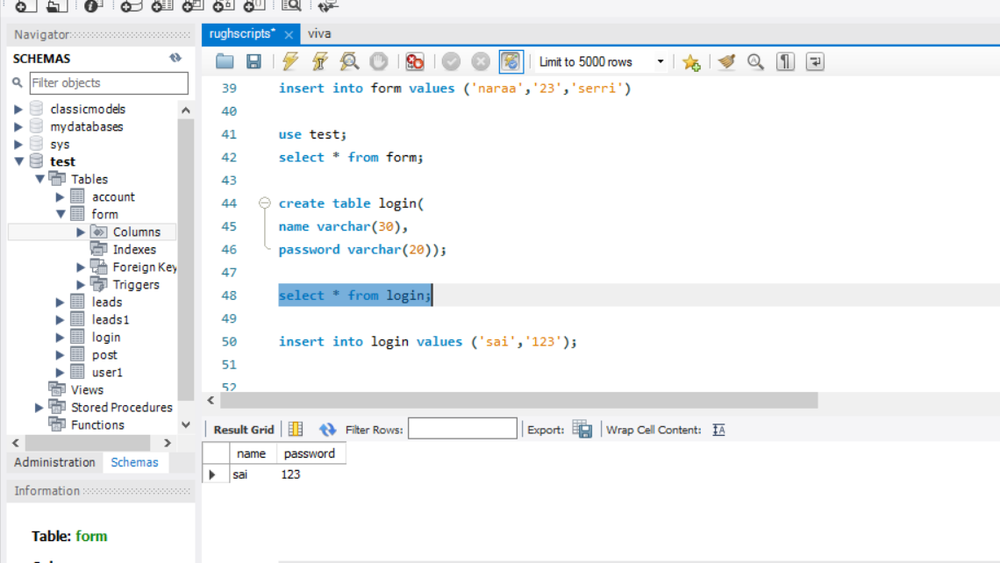 Navigator
rughscripts* × viva
SCHEMAS
Limit to 5000 rows
Filter objects
39 insert into form values ('naraa','23','serri')
40
41 use test;
42 select * from form;
43
44 create table login(
45 name varchar(30),
46 password varchar(20));
47
48 select * from login;
49
50 insert into login values ('sai','123');
51
52
classicmodels
mydatabases
sys
test
Tables
account
form
Columns
Indexes
Foreign Key
Triggers
leads
leads1
login
post
user1
Views
Stored Procedures
Functions
Administration Schemas
Information
Table: form
Result Grid Filter Rows: Export: Wrap Cell Content:
name password
sai 123